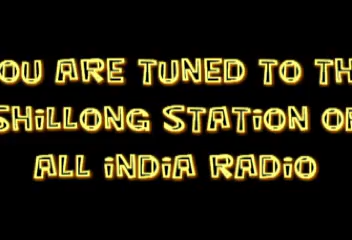 OU ARE TUNED TO TH
SHiLLONG STATiON OF
ALL iNDiA RADiO